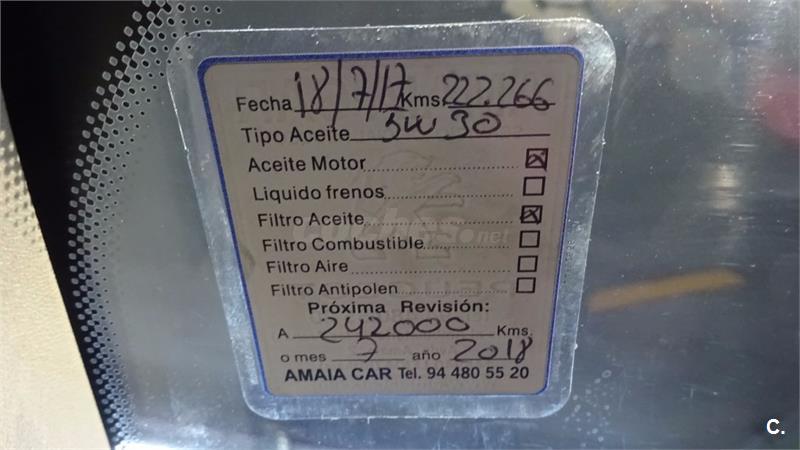 Fecha 18/7/17 Kms. 222.266
Tipo Aceite 5W30
Aceite Motor
Liquido frenos
Filtro Aceite
Filtro Combustible
Filtro Aire
Filtro Antipolen
Próxima Revisión:
A 242000 Kms.
o mes 7 año 2018
AMAIA CAR Tel. 94 480 55 20
C.